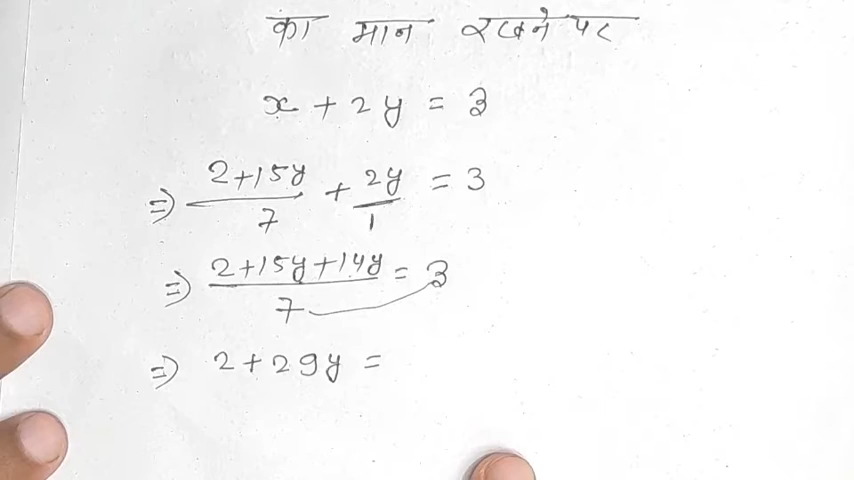 का मान रखने पर
x + 2y = 3
⇒ 2+15y/7 + 2y/1 = 3
⇒ 2+15y+14y/7 = 3
⇒ 2+29y =